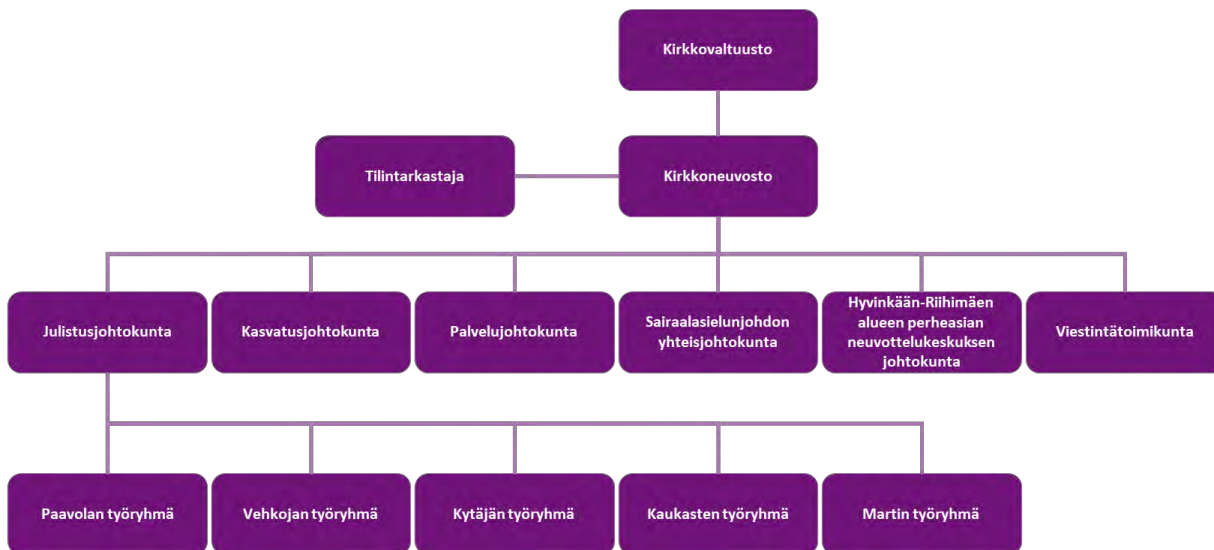 Kirkkovaltuusto
Tilintarkastaja
Kirkkoneuvosto
Julistusjohtokunta
Kasvatusjohtokunta
Palvelujohtokunta
Sairaalasielunjohdon
yhteisjohtokunta
Hyvinkään-Riihimäen
alueen perheasian
neuvottelukeskuksen
johtokunta
Viestintätoimikunta
Paavolan työryhmä
Vehkojan työryhmä
Kytäjän työryhmä
Kaukasten työryhmä
Martin työryhmä